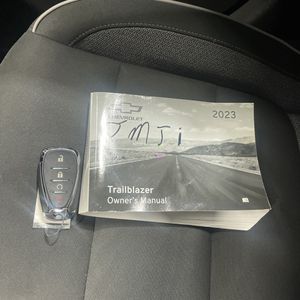 2023
CHEVROLET
JMJi
Trailblazer
Owner's Manual